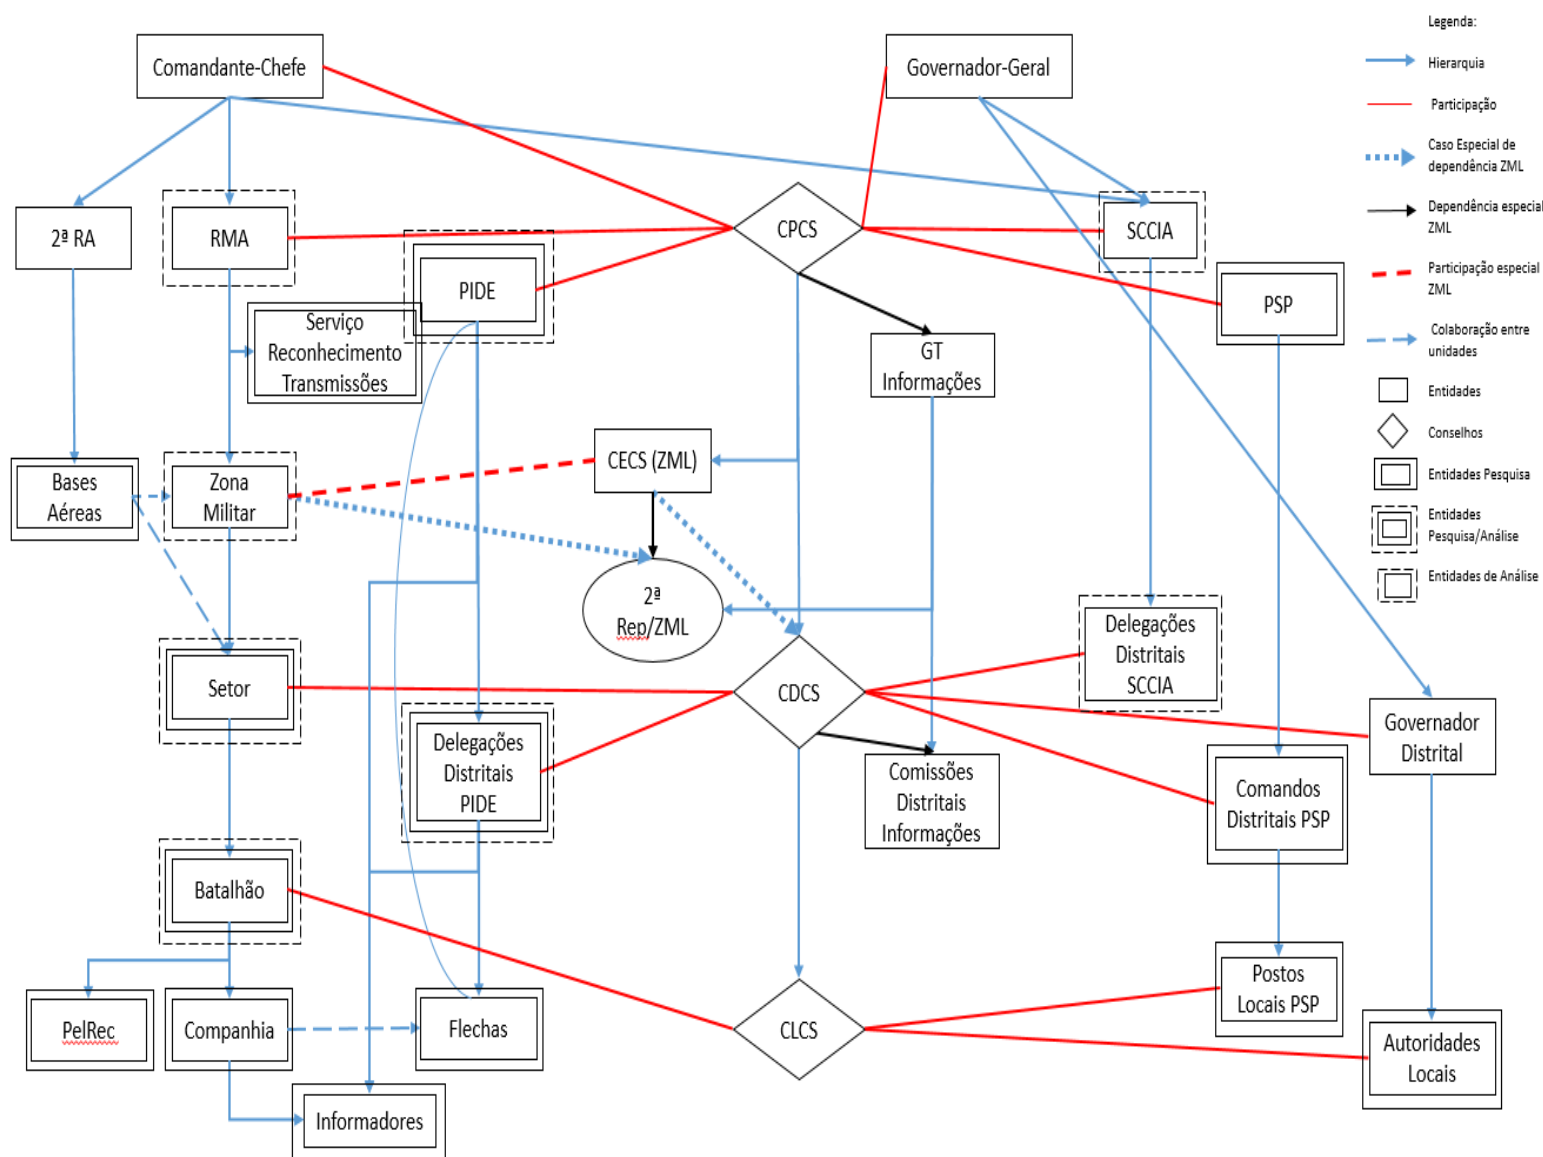 Legenda:
Comandante-Chefe
Governador-Geral
Hierarquia
Participação
Caso Especial de
dependência ZML
Dependência especial
ZML
Participação especial
ZML
Colaboração entre
unidades
Entidades
Conselhos
Entidades Pesquisa
Entidades
Pesquisa/Análise
Entidades de Análise
2ª RA
RMA
CPCS
SCCIA
PIDE
PSP
Serviço
Reconhecimento
Transmissões
GT
Informações
CECS (ZML)
Bases
Aéreas
Zona
Militar
2ª
Rep/ZML
Delegações
Distritais
SCCIA
Setor
CDCS
Governador
Distrital
Delegações
Distritais
PIDE
Comissões
Distritais
Informações
Comandos
Distritais PSP
Batalhão
Postos
Locais PSP
PelRec
Companhia
Flechas
CLCS
Autoridades
Locais
Informadores